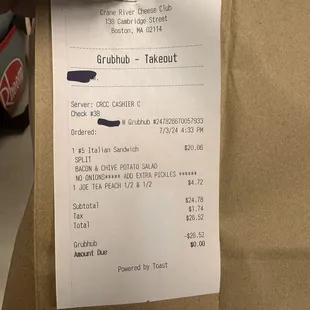 Crane River Cheese Club
138 Cambridge Street
Boston, MA 02114
Grubhub - Takeout
Server: CRCC CASHIER C
Check #38
W Grubhub #247828670057933
Ordered: 7/3/24 4:33 PM
1 #5 Italian Sandwich $20.06
SPLIT
BACON & CHIVE POTATO SALAD
NO ONIONS***** ADD EXTRA PICKLES ******
1 JOE TEA PEACH 1/2 & 1/2 $4.72
Subtotal $24.78
Tax $1.74
Total $26.52
Grubhub -$26.52
Amount Due $0.00
Powered by Toast